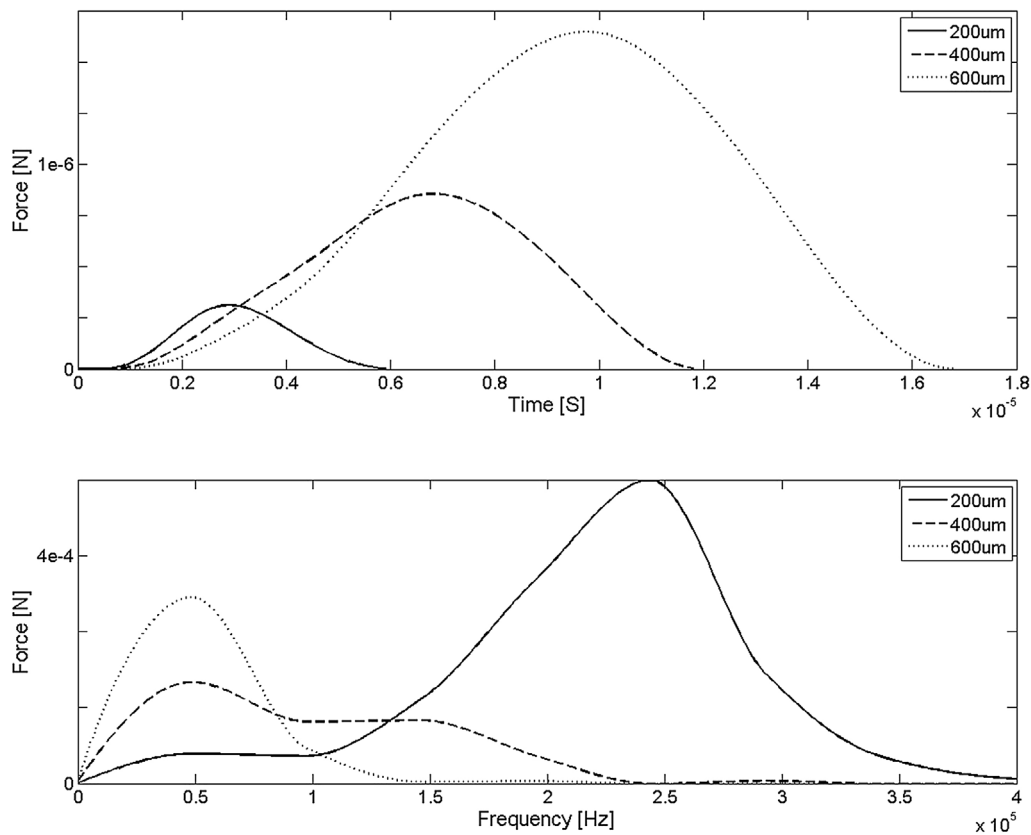 200um
400um
600um
Force [N]
1e-6
0
0 0.2 0.4 0.6 0.8 1 1.2 1.4 1.6 1.8
Time [S]
x 10-5
200um
400um
600um
Force [N]
4e-4
0
0 0.5 1 1.5 2 2.5 3 3.5 4
Frequency [Hz]
x 10 5